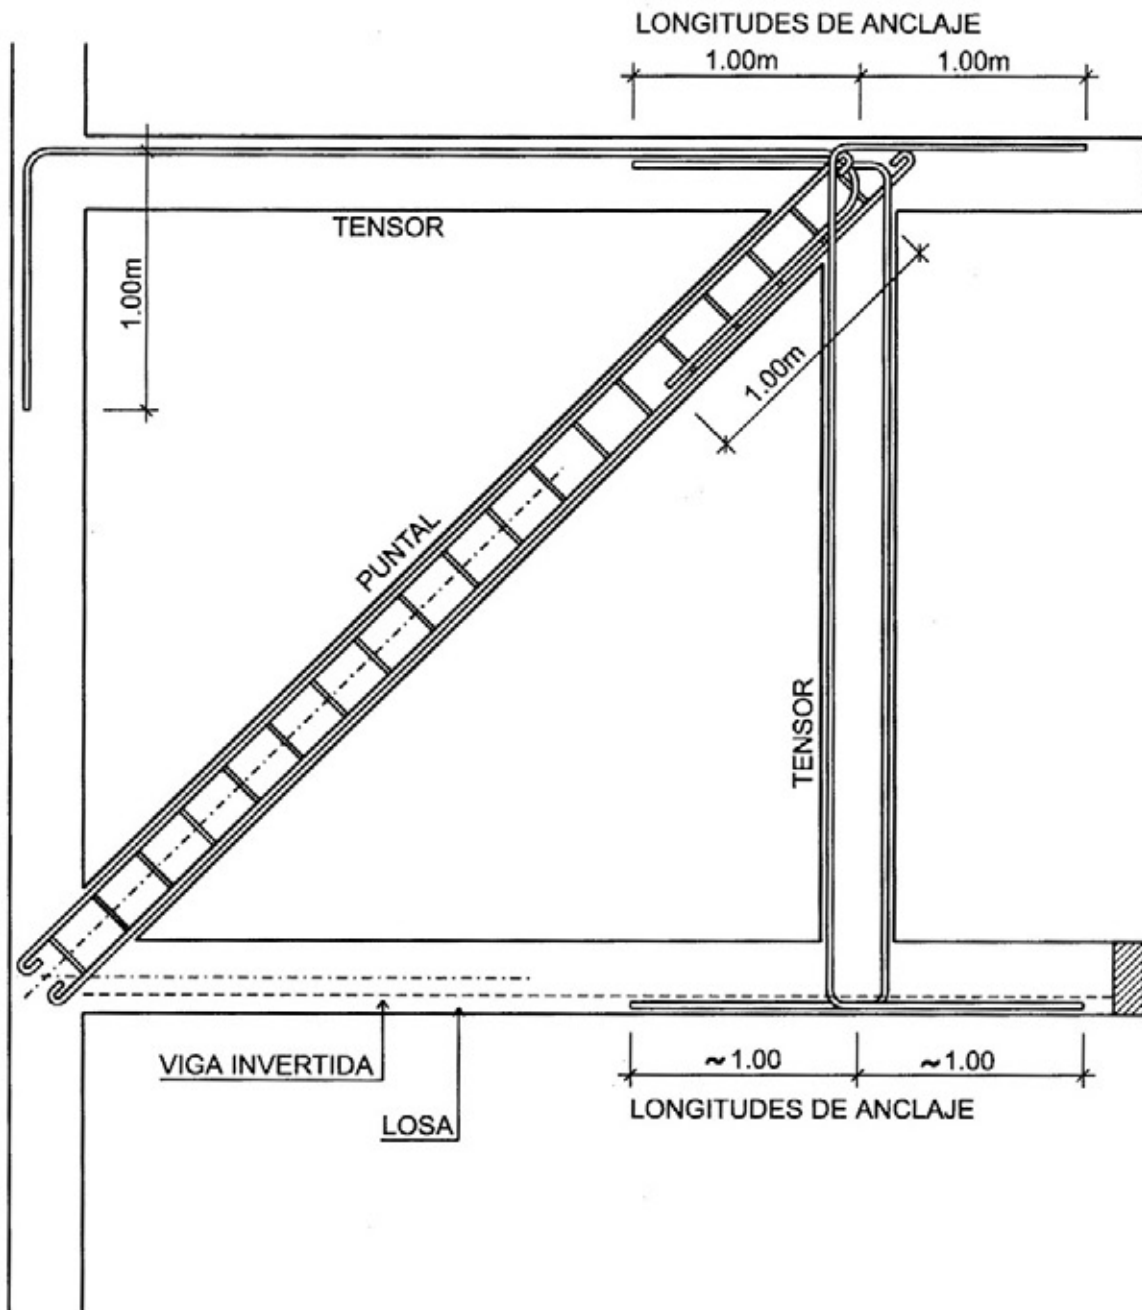 LONGITUDES DE ANCLAJE
1.00m
1.00m
TENSOR
1.00m
1.00m
PUNTAL
TENSOR
VIGA INVERTIDA
LOSA
~1.00
~1.00
LONGITUDES DE ANCLAJE